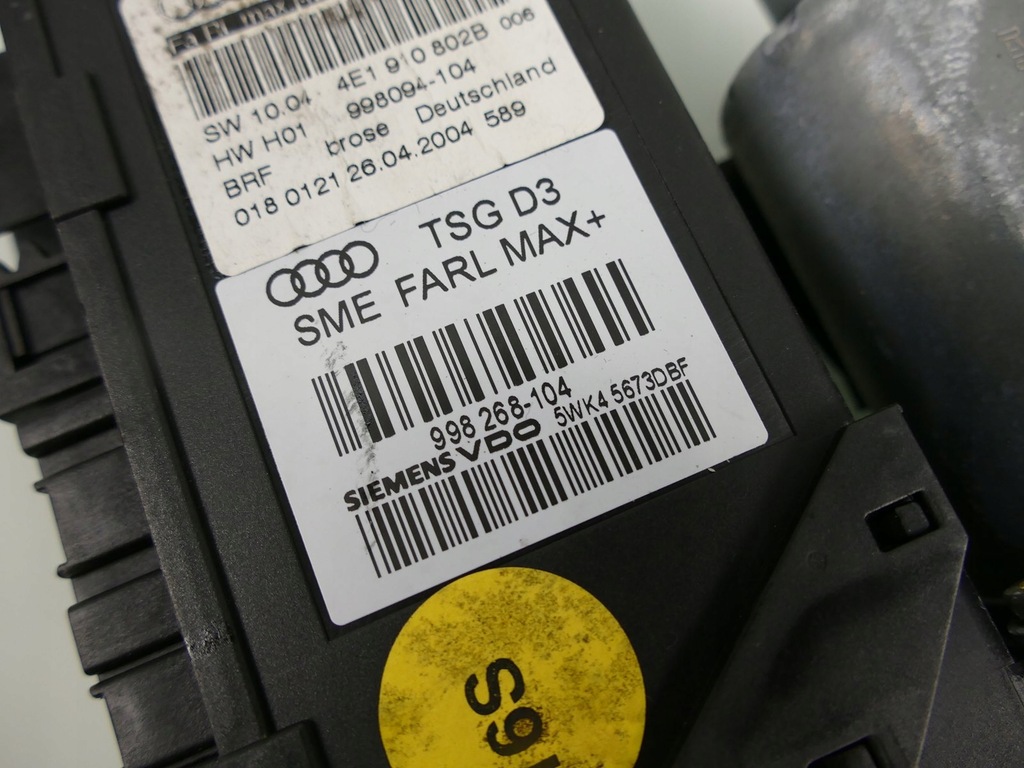 4E1 910 802B 006
SW 10.04 998094-104
HW H01 brose Deutschland
BRF
018 0121 26.04.2004 589
TSG D3
SME FARL MAX+
998 268-104
SIEMENS VDO 5WK4 5673DBF